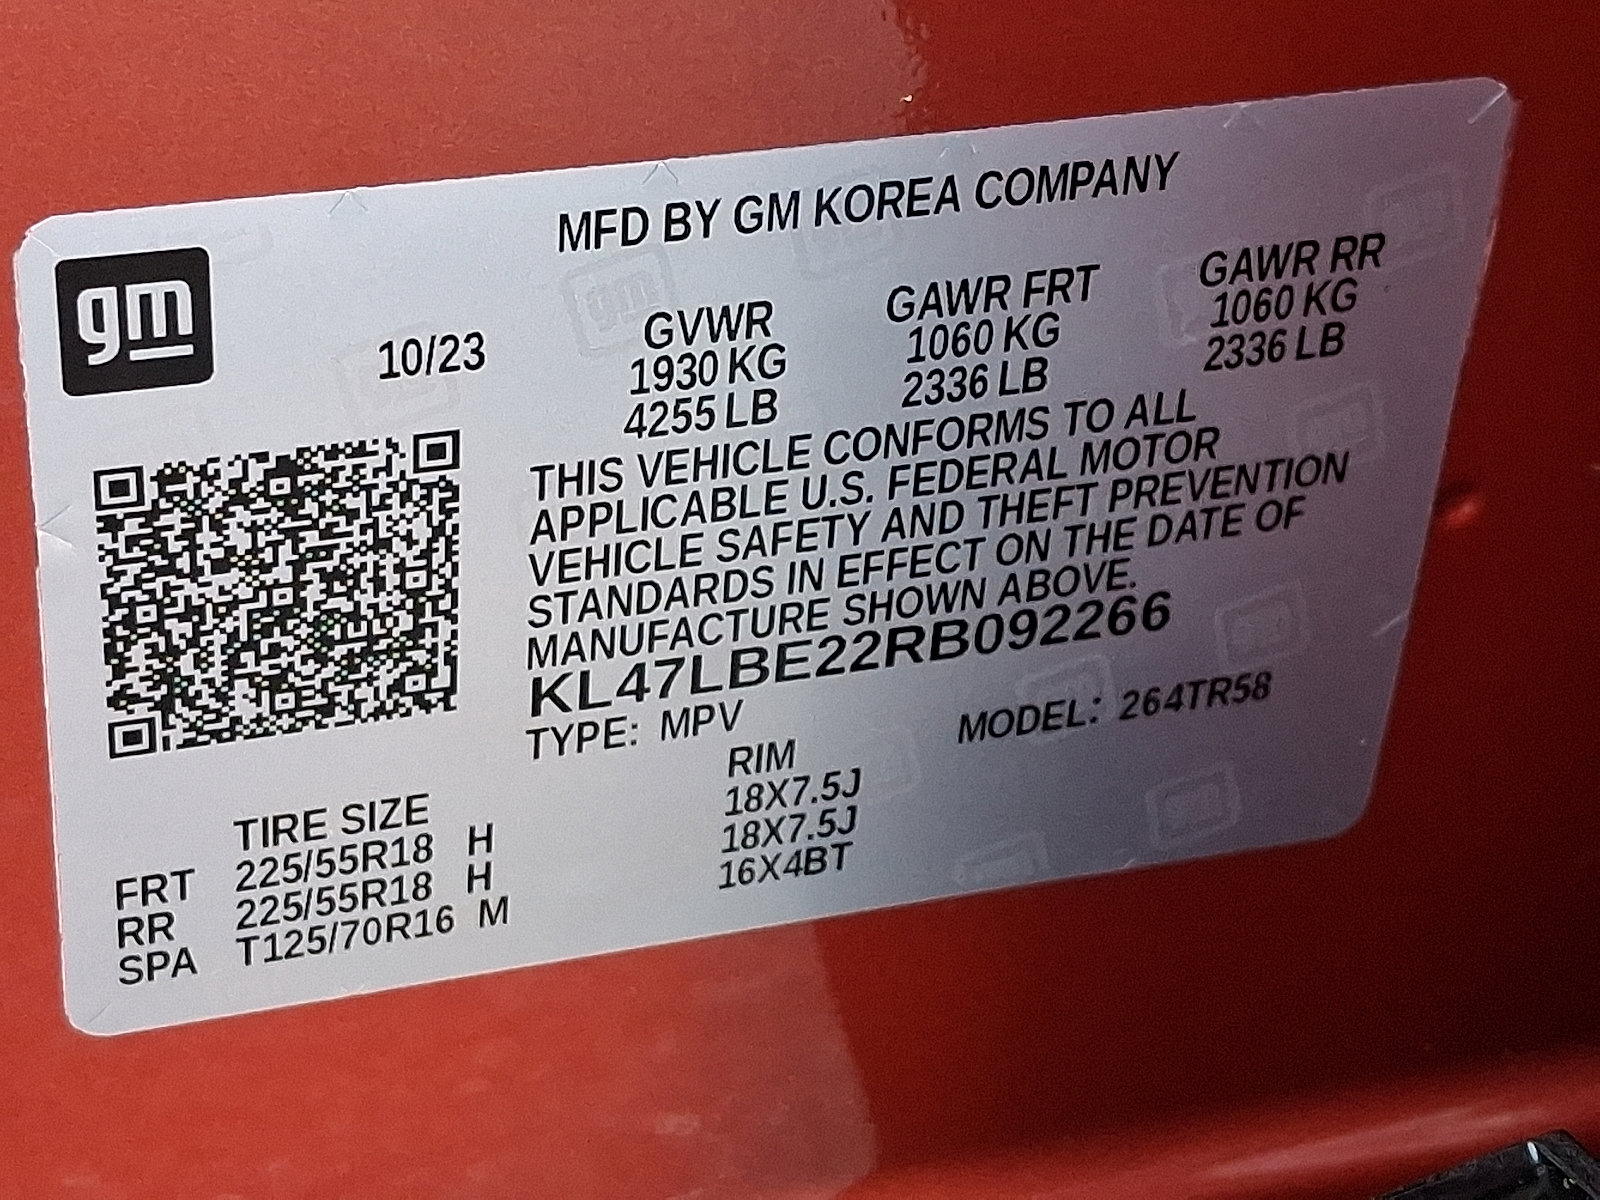 gm
MFD BY GM KOREA COMPANY
10/23
GVWR GAWR FRT GAWR RR
1930 KG 1060 KG 1060 KG
4255 LB 2336 LB 2336 LB
THIS VEHICLE CONFORMS TO ALL
APPLICABLE U.S. FEDERAL MOTOR
VEHICLE SAFETY AND THEFT PREVENTION
STANDARDS IN EFFECT ON THE DATE OF
MANUFACTURE SHOWN ABOVE.
KL47LBE22RB092266
TYPE: MPV MODEL: 264TR58
TIRE SIZE RIM
FRT 225/55R18 H 18X7.5J
RR 225/55R18 H 18X7.5J
SPA T125/70R16 M 16X4BT